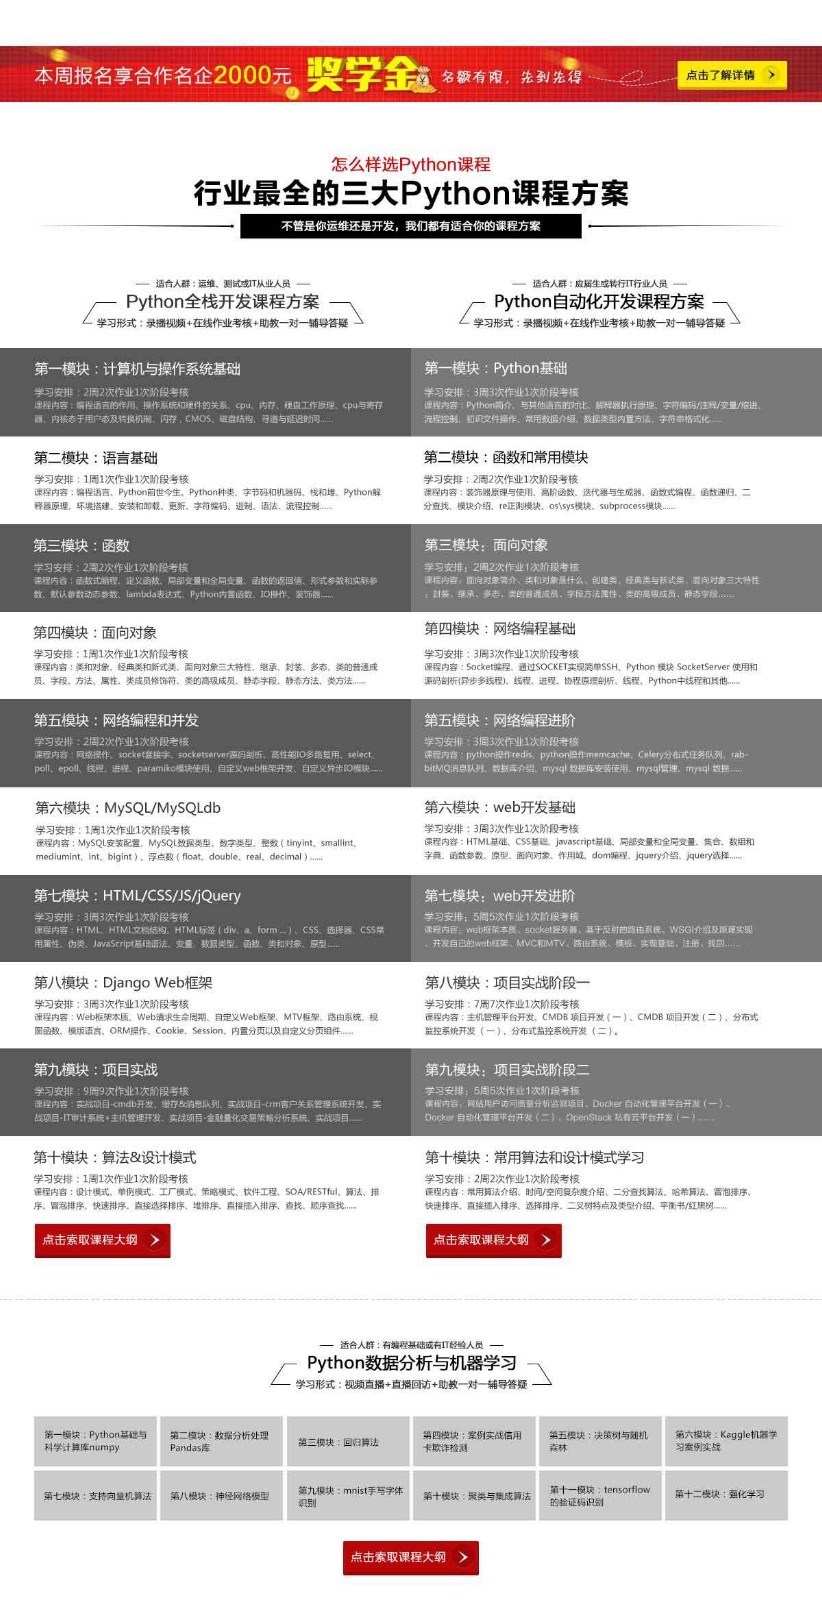 本周报名享合作名企2000元 奖学金 名额有限，先到先得 点击了解详情
怎么样选Python课程
行业最全的三大Python课程方案
不管是你运维还是开发，我们都有适合你的课程方案
适合人群：运维、测试或IT从业人员
Python全栈开发课程方案
学习形式：录播视频+在线作业考核+助教一对一辅导答疑
第一模块：计算机与操作系统基础
学习安排：2周2次作业1次阶段考核
课程内容：编程语言的作用、操作系统和硬件的关系、cpu、内存、硬盘工作原理、cpu与寄存
器、内核态于用户态及转换机制、闪存，CMOS、磁盘结构、寻道与延迟时间......
第二模块：语言基础
学习安排：1周1次作业1次阶段考核
课程内容：编程语言、Python前世今生、Python种类、字节码和机器码、栈和堆、Python解
释器原理、环境搭建、安装和卸载、更新、字符编码、进制、语法、流程控制......
第三模块：函数
学习安排：2周2次作业1次阶段考核
课程内容：函数式编程、定义函数、局部变量和全局变量、函数的返回值、形式参数和实际参
数、默认参数动态参数、lambda表达式、Python内置函数、IO操作、装饰器......
第四模块：面向对象
学习安排：1周1次作业1次阶段考核
课程内容：类和对象、经典类和新式类、面向对象三大特性、继承、封装、多态、类的普通成
员、字段、方法、属性、类成员修饰符、类的高级成员、静态字段、静态方法、类方法......
第五模块：网络编程和并发
学习安排：2周2次作业1次阶段考核
课程内容：网络操作、socket套接字、socketserver源码剖析、高性能IO多路复用、select、
poll、epoll、线程、进程、paramiko模块使用、自定义web框架开发、自定义异步IO模块......
第六模块：MySQL/MySQLdb
学习安排：1周1次作业1次阶段考核
课程内容：MySQL安装配置、MySQL数据类型、数字类型、整数（tinyint、smallint、
mediumint、int、bigint）、浮点数（float、double、real、decimal）......
第七模块：HTML/CSS/JS/jQuery
学习安排：3周3次作业1次阶段考核
课程内容：HTML、HTML文档结构、HTML标签（div、a、form ...）、CSS、选择器、CSS常
用属性、伪类、JavaScript基础语法、变量、数据类型、函数、类和对象、原型......
第八模块：Django Web框架
学习安排：3周3次作业1次阶段考核
课程内容：Web框架本质、Web请求生命周期、自定义Web框架、MTV框架、路由系统、视
图函数、模版语言、ORM操作、Cookie、Session、内置分页以及自定义分页组件......
第九模块：项目实战
学习安排：9周9次作业1次阶段考核
课程内容：实战项目-cmdb开发、缓存&消息队列、实战项目-crm客户关系管理系统开发、实
战项目-IT审计系统+主机管理开发、实战项目-金融量化交易策略分析系统、实战项目......
第十模块：算法&设计模式
学习安排：1周1次作业1次阶段考核
课程内容：设计模式、单例模式、工厂模式、策略模式、软件工程、SOA/RESTful、算法、排
序、冒泡排序、快速排序、直接选择排序、堆排序、直接插入排序、查找、顺序查找......
点击索取课程大纲
适合人群：应届生或转行IT行业人员
Python自动化开发课程方案
学习形式：录播视频+在线作业考核+助教一对一辅导答疑
第一模块：Python基础
学习安排：3周3次作业1次阶段考核
课程内容：Python简介、与其他语言的对比、解释器执行原理、字符编码/注释/变量/缩进、
流程控制、初识文件操作、常用数据介绍、数据类型内置方法、字符串格式化......
第二模块：函数和常用模块
学习安排：2周2次作业1次阶段考核
课程内容：装饰器原理与使用、高阶函数、迭代器与生成器、函数式编程、函数递归、二
分查找、模块介绍、re正则模块、os\sys模块、subprocess模块......
第三模块：面向对象
学习安排：2周2次作业1次阶段考核
课程内容：面向对象简介、类和对象是什么、创建类、经典类与新式类、面向对象三大特性
：封装、继承、多态、类的普通成员、字段方法属性、类的高级成员、静态字段......
第四模块：网络编程基础
学习安排：3周3次作业1次阶段考核
课程内容：Socket编程、通过SOCKET实现简单SSH、Python 模块 SocketServer 使用和
源码剖析(异步多线程)、线程、进程、协程原理剖析、线程、Python中线程和其他......
第五模块：网络编程进阶
学习安排：3周3次作业1次阶段考核
课程内容：python操作redis、python操作memcache、Celery分布式任务队列、rab-
bitMQ消息队列、数据库介绍、mysql 数据库安装使用、mysql管理、mysql 数据......
第六模块：web开发基础
学习安排：3周3次作业1次阶段考核
课程内容：HTML基础、CSS基础、javascript基础、局部变量和全局变量、集合、数组和
字典、函数参数、原型、面向对象、作用域、dom编程、jquery介绍、jquery选择......
第七模块：web开发进阶
学习安排：5周5次作业1次阶段考核
课程内容：web框架本质、socket服务器、基于反射的路由系统、WSGI介绍及原理实现
、开发自己的web框架、MVC和MTV、路由系统、模板、实现登陆、注册、找回......
第八模块：项目实战阶段一
学习安排：7周7次作业1次阶段考核
课程内容：主机管理平台开发、CMDB 项目开发（一）、CMDB 项目开发（二）、分布式
监控系统开发 （一）、分布式监控系统开发 （二）。
第九模块：项目实战阶段二
学习安排：5周5次作业1次阶段考核
课程内容：网站用户访问质量分析监测项目、Docker 自动化管理平台开发（一）、
Docker 自动化管理平台开发（二）、OpenStack 私有云平台开发（一）......
第十模块：常用算法和设计模式学习
学习安排：2周2次作业1次阶段考核
课程内容：常用算法介绍、时间/空间复杂度介绍、二分查找算法、哈希算法、冒泡排序、
快速排序、直接插入排序、选择排序、二叉树特点及类型介绍、平衡书/红黑树......
点击索取课程大纲
适合人群：有编程基础或有IT经验人员
Python数据分析与机器学习
学习形式：视频直播+直播回访+助教一对一辅导答疑
第一模块：Python基础与
科学计算库numpy
第二模块：数据分析处理
Pandas库
第三模块：回归算法
第四模块：案例实战信用
卡欺诈检测
第五模块：决策树与随机
森林
第六模块：Kaggle机器学
习案例实战
第七模块：支持向量机算法
第八模块：神经网络模型
第九模块：mnist手写字体
识别
第十模块：聚类与集成算法
第十一模块：tensorflow
的验证码识别
第十二模块：强化学习
点击索取课程大纲